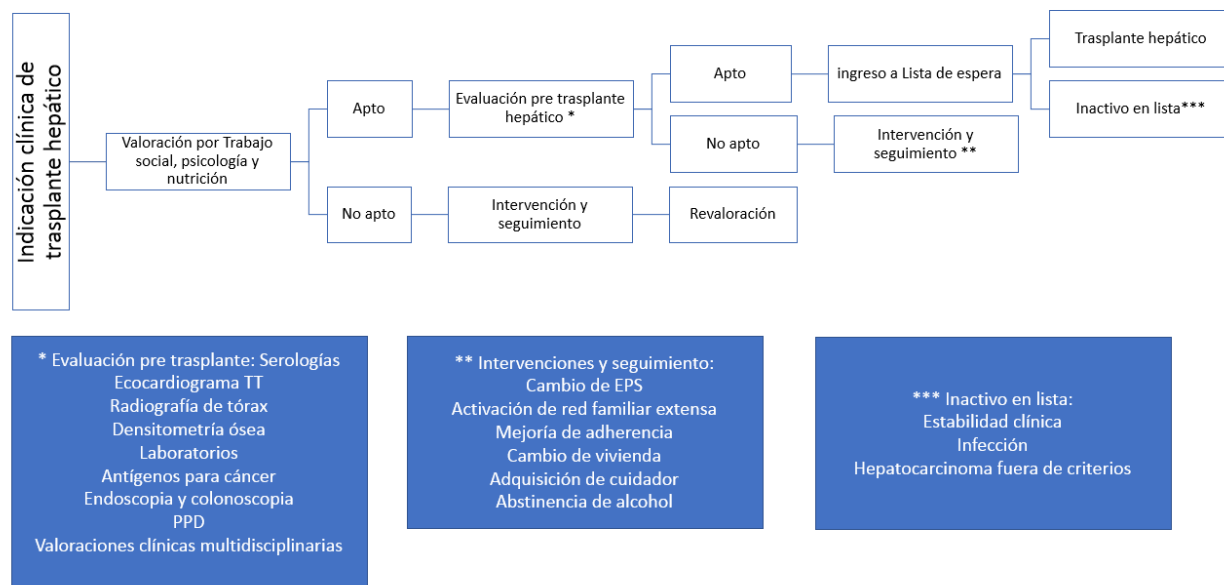 Indicación clínica de
trasplante hepático
Valoración por Trabajo
social, psicología y
nutrición
Apto
Evaluación pre trasplante
hepático *
Apto
ingreso a Lista de espera
Trasplante hepático
Inactivo en lista***
No apto
Intervención y
seguimiento **
No apto
Intervención y
seguimiento
Revaloración
* Evaluación pre trasplante: Serologías
Ecocardiograma TT
Radiografía de tórax
Densitometría ósea
Laboratorios
Antígenos para cáncer
Endoscopia y colonoscopia
PPD
Valoraciones clínicas multidisciplinarias
** Intervenciones y seguimiento:
Cambio de EPS
Activación de red familiar extensa
Mejoría de adherencia
Cambio de vivienda
Adquisición de cuidador
Abstinencia de alcohol
*** Inactivo en lista:
Estabilidad clínica
Infección
Hepatocarcinoma fuera de criterios